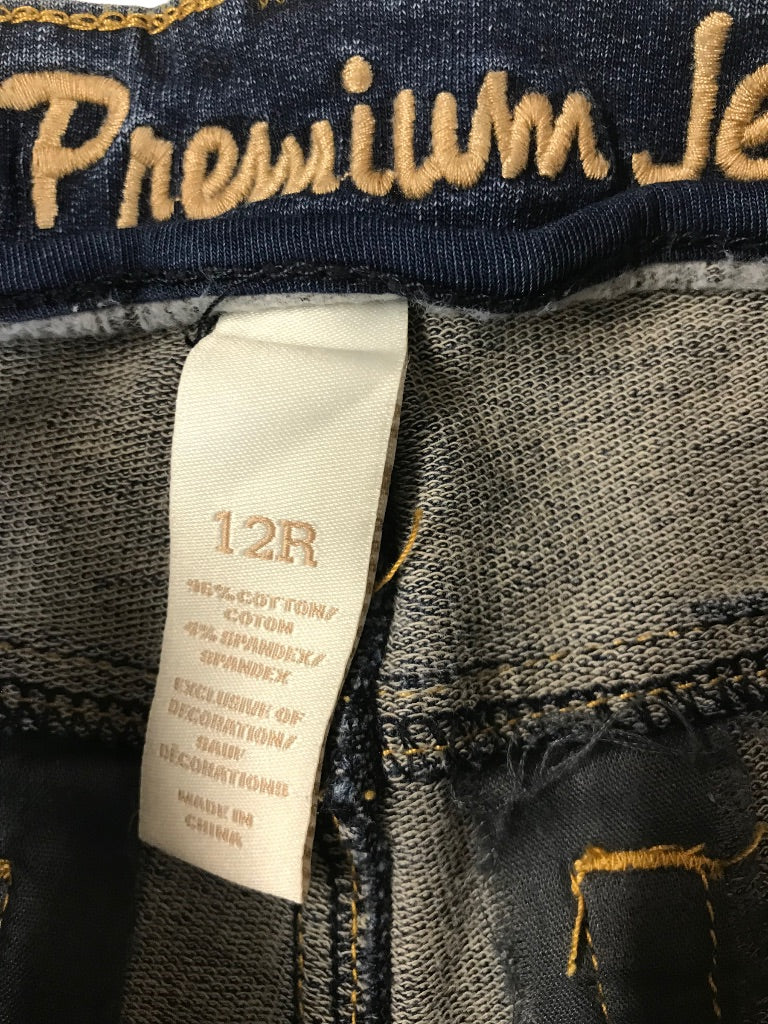 Premium Je
12R
96% COTTON/
COTON
4% SPANDEX/
SPANDEX
EXCLUSIVE OF
DECORATION/
SAUF
DÉCORATIONS
MADE IN
CHINA